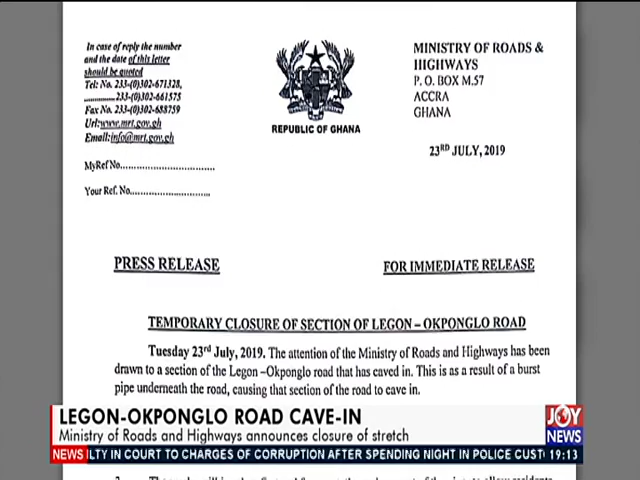 In case of reply the number
and the date of this letter
should be quoted
Tel: No. 233-(0)302-671328,
..............233-(0)302-661575
Fax No. 233-(0)302-688759
Url:www.mrt.gov.gh
Email:info@mrt.gov.gh
MyRef No.............................
Your Ref. No.........................
REPUBLIC OF GHANA
MINISTRY OF ROADS &
HIGHWAYS
P. O. BOX M.57
ACCRA
GHANA
23RD JULY, 2019
PRESS RELEASE
FOR IMMEDIATE RELEASE
TEMPORARY CLOSURE OF SECTION OF LEGON – OKPONGLO ROAD
Tuesday 23rd July, 2019. The attention of the Ministry of Roads and Highways has been
drawn to a section of the Legon –Okponglo road that has caved in. This is as a result of a burst
pipe underneath the road, causing that section of the road to cave in.
LEGON-OKPONGLO ROAD CAVE-IN
Ministry of Roads and Highways announces closure of stretch
JOY
NEWS
NEWS ILTY IN COURT TO CHARGES OF CORRUPTION AFTER SPENDING NIGHT IN POLICE CUST 19:13